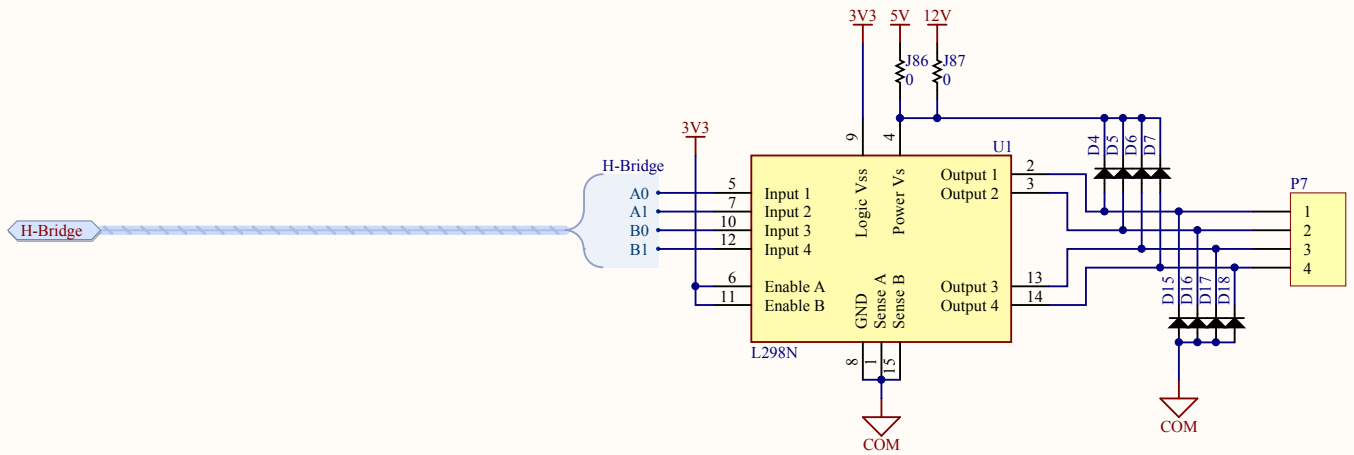 3V3 5V 12V
J86 J87
0 0
3V3
9 4
D4 D5 D6 D7
H-Bridge
U1
Logic Vss
Power Vs
P7
A0 5 Input 1
A1 7 Input 2
B0 10 Input 3
B1 12 Input 4
Output 1 2
Output 2 3
1
2
3
4
H-Bridge
6 Enable A
11 Enable B
Output 3 13
Output 4 14
GND
Sense A
Sense B
D15 D16 D17 D18
L298N
8 1 15
COM
COM